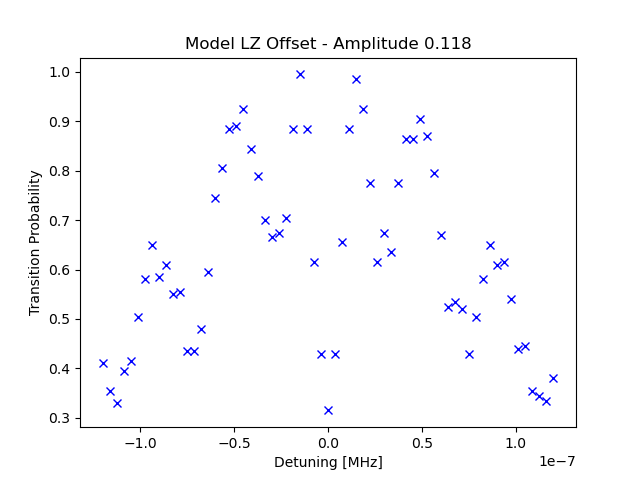 Model LZ Offset - Amplitude 0.118
Transition Probability
1.0
0.9
0.8
0.7
0.6
0.5
0.4
0.3
−1.0 −0.5 0.0 0.5 1.0
1e−7
Detuning [MHz]